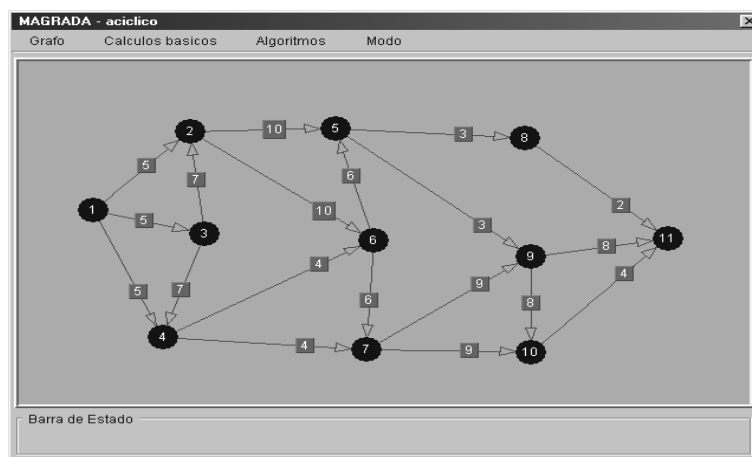 MAGRADA - aciclico
Grafo Calculos basicos Algoritmos Modo
2 10 5 3 8
5 7 6
1 5 3 10 3 2
6 9 8 11
5 7 4 6 9 8 4
4 4 7 9 10
Barra de Estado